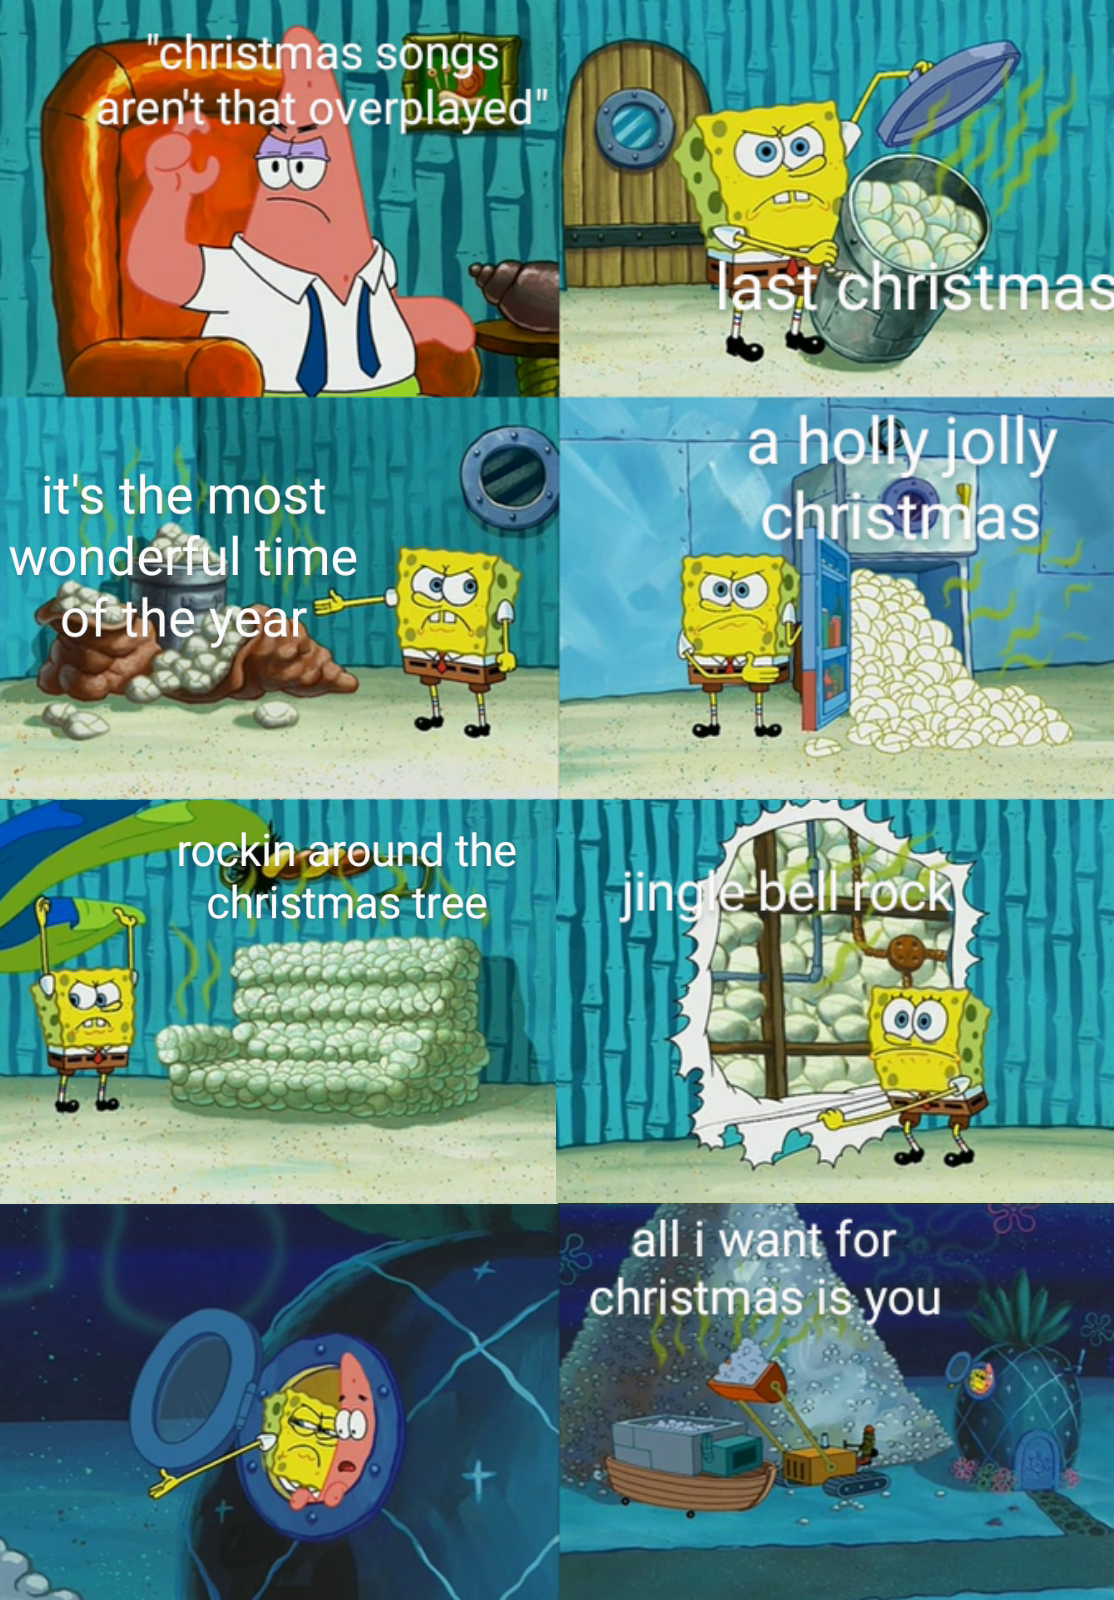 "christmas songs
aren't that overplayed"
last christmas
it's the most
wonderful time
of the year
a holly jolly
christmas
rockin around the
christmas tree
jingle bell rock
all i want for
christmas is you